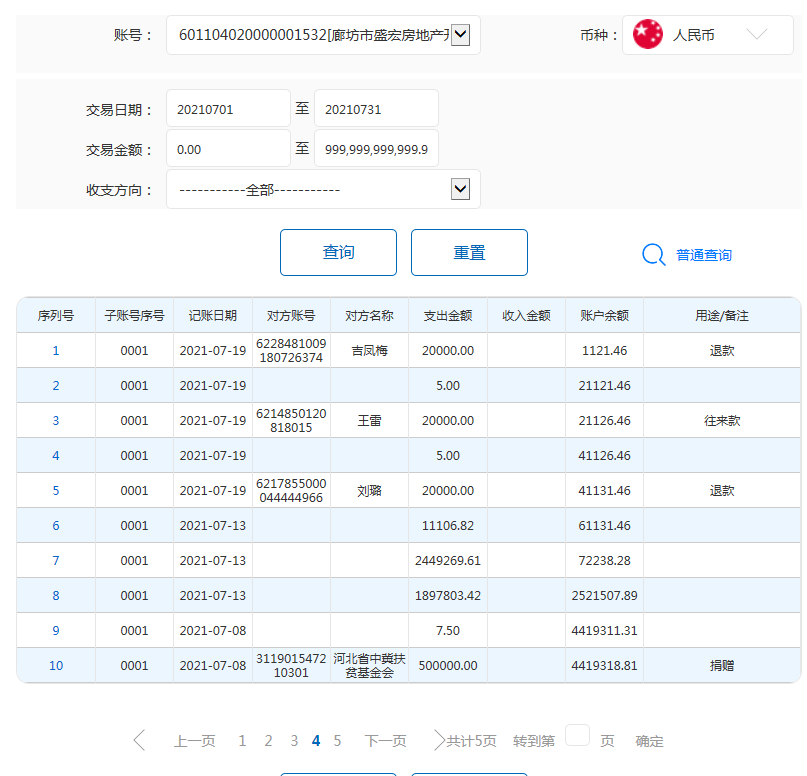 账号： 601104020000001532[廊坊市盛宏房地产开 币种： 人民币
交易日期： 20210701 至 20210731
交易金额： 0.00 至 999,999,999,999.9
收支方向： -----------全部-----------
查询 重置 普通查询
序列号 子账号序号 记账日期 对方账号 对方名称 支出金额 收入金额 账户余额 用途/备注
1 0001 2021-07-19 6228481009180726374 吉凤梅 20000.00 1121.46 退款
2 0001 2021-07-19 5.00 21121.46
3 0001 2021-07-19 6214850120818015 王雷 20000.00 21126.46 往来款
4 0001 2021-07-19 5.00 41126.46
5 0001 2021-07-19 6217855000044444966 刘璐 20000.00 41131.46 退款
6 0001 2021-07-13 11106.82 61131.46
7 0001 2021-07-13 2449269.61 72238.28
8 0001 2021-07-13 1897803.42 2521507.89
9 0001 2021-07-08 7.50 4419311.31
10 0001 2021-07-08 311901547210301 河北省中冀扶贫基金会 500000.00 4419318.81 捐赠
上一页 1 2 3 4 5 下一页 共计5页 转到第 页 确定